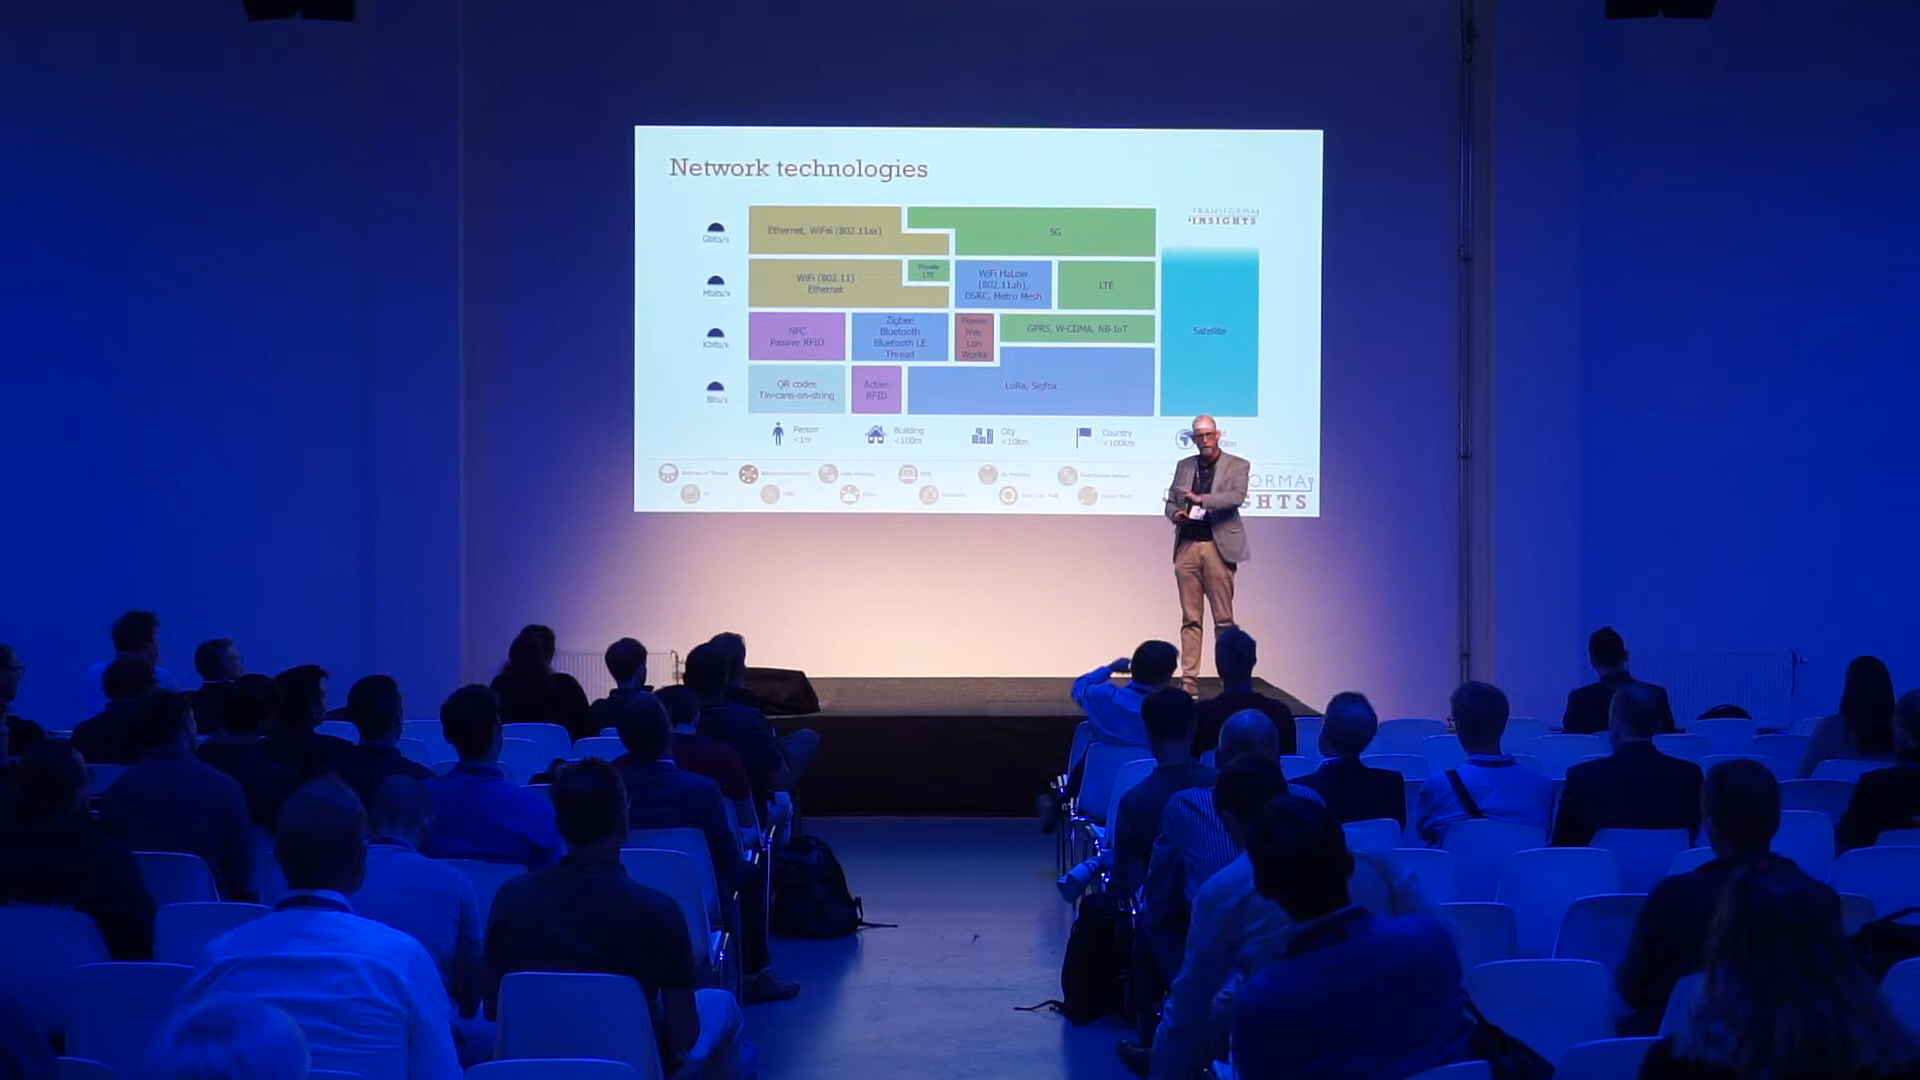 Network technologies
TRANSFORMA
INSIGHTS
Gbits/s
Ethernet, WiFi6 (802.11ax)
5G
Mbits/s
WiFi (802.11)
Ethernet
Private
LTE
WiFi HaLow
(802.11ah),
DSRC, Metro Mesh
LTE
Satellite
Kbits/s
NFC
Passive RFID
Zigbee
Bluetooth
Bluetooth LE
Thread
Power
line,
Lon
Works
GPRS, W-CDMA, NB-IoT
Bits/s
QR codes
Tin-cans-on-string
Active
RFID
LoRa, Sigfox
Person
<1m
Building
<100m
City
<10km
Country
<100km
ORMA
GHTS